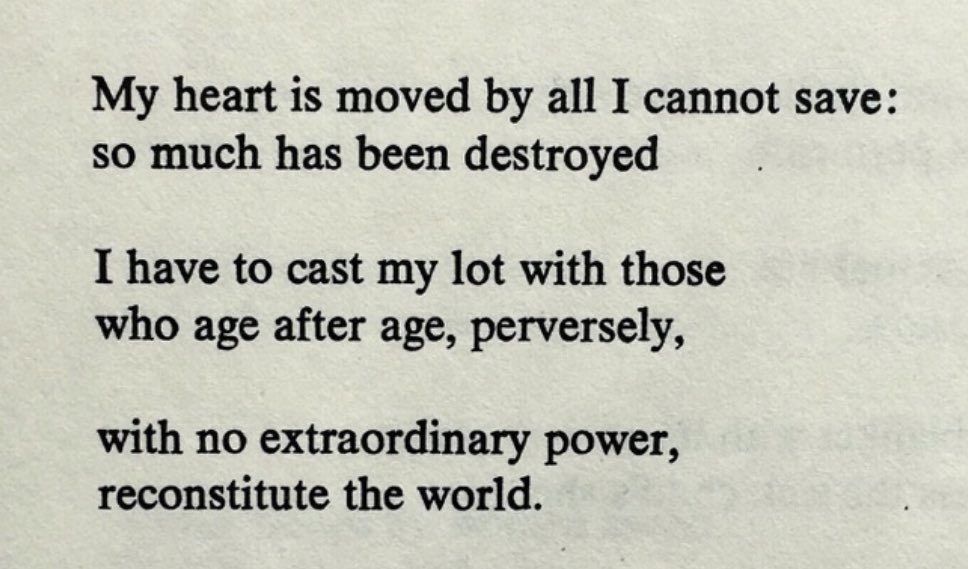 My heart is moved by all I cannot save:
so much has been destroyed
I have to cast my lot with those
who age after age, perversely,
with no extraordinary power,
reconstitute the world.